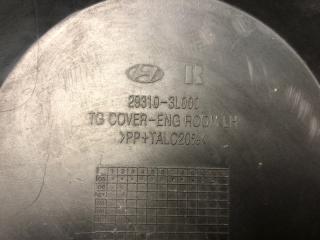 29310-3L000
TG COVER-ENG ROOM LH
>PP+TALC20%<